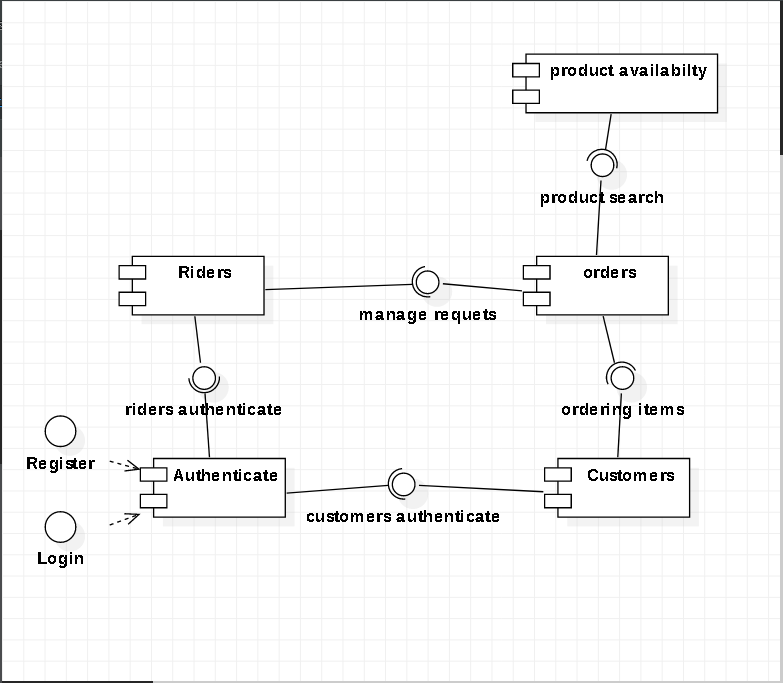 product availabilty
product search
Riders
orders
manage requets
riders authenticate
ordering items
Register
Authenticate
Customers
customers authenticate
Login